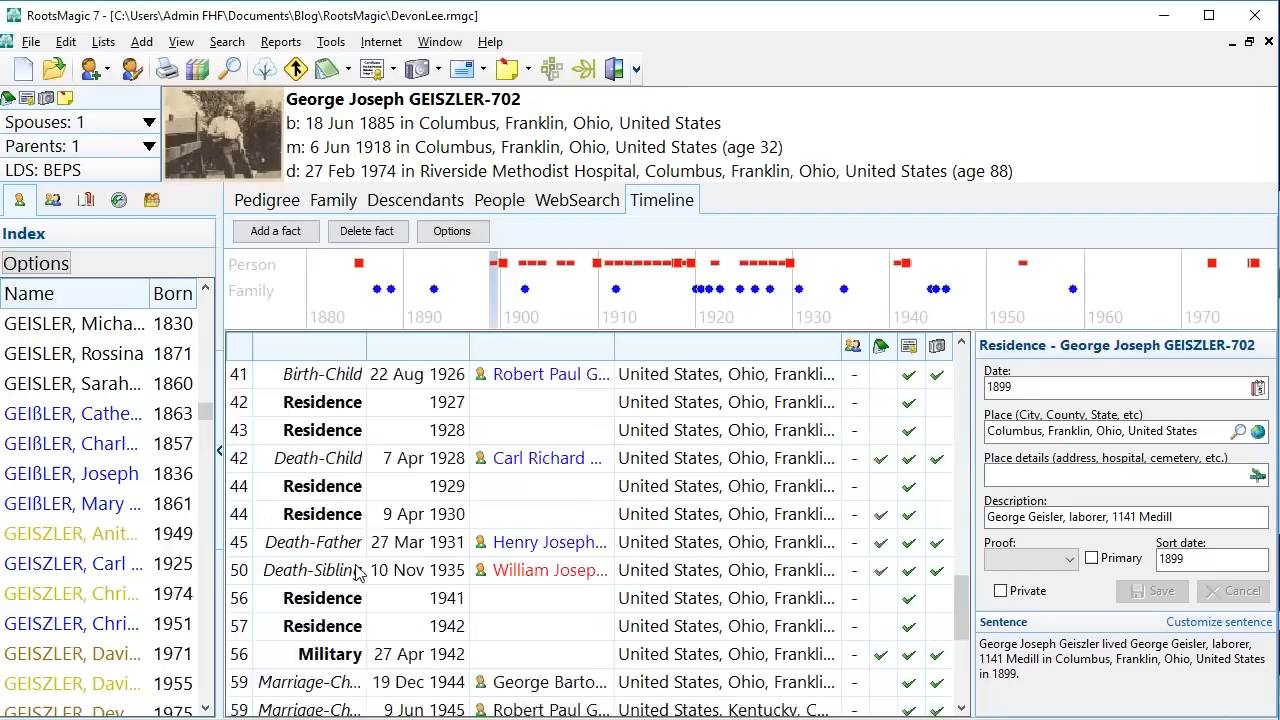 RootsMagic 7 - [C:\Users\Admin FHF\Documents\Blog\RootsMagic\DevonLee.rmgc]
File Edit Lists Add View Search Reports Tools Internet Window Help
George Joseph GEISZLER-702
Spouses: 1
b: 18 Jun 1885 in Columbus, Franklin, Ohio, United States
Parents: 1
m: 6 Jun 1918 in Columbus, Franklin, Ohio, United States (age 32)
LDS: BEPS
d: 27 Feb 1974 in Riverside Methodist Hospital, Columbus, Franklin, Ohio, United States (age 88)
Pedigree Family Descendants People WebSearch Timeline
Index
Options
Name Born
GEISLER, Micha... 1830
GEISLER, Rossina 1871
GEISLER, Sarah... 1860
GEIßLER, Cathe... 1863
GEIßLER, Charl... 1857
GEIßLER, Joseph 1836
GEIßLER, Mary ... 1861
GEISZLER, Anit... 1949
GEISZLER, Carl ... 1925
GEISZLER, Chri... 1974
GEISZLER, Chri... 1951
GEISZLER, Davi... 1971
GEISZLER, Davi... 1955
GEISZLER, Dev... 1975
Add a fact Delete fact Options
Person
Family
1880 1890 1900 1910 1920 1930 1940 1950 1960 1970
41 Birth-Child 22 Aug 1926 Robert Paul G... United States, Ohio, Frankli... -
42 Residence 1927 United States, Ohio, Frankli... -
43 Residence 1928 United States, Ohio, Frankli... -
42 Death-Child 7 Apr 1928 Carl Richard ... United States, Ohio, Frankli... -
44 Residence 1929 United States, Ohio, Frankli... -
44 Residence 9 Apr 1930 United States, Ohio, Frankli... -
45 Death-Father 27 Mar 1931 Henry Joseph... United States, Ohio, Frankli... -
50 Death-Sibling 10 Nov 1935 William Josep... United States, Ohio, Frankli... -
56 Residence 1941 United States, Ohio, Frankli... -
57 Residence 1942 United States, Ohio, Frankli... -
56 Military 27 Apr 1942 United States, Ohio, Frankli... -
59 Marriage-Ch... 19 Dec 1944 George Barto... United States, Ohio, Frankli... -
59 Marriage-Ch... 9 Jun 1945 Robert Paul G... United States, Kentucky, C... -
Residence - George Joseph GEISZLER-702
Date:
1899
Place (City, County, State, etc)
Columbus, Franklin, Ohio, United States
Place details (address, hospital, cemetery, etc.)
Description:
George Geisler, laborer, 1141 Medill
Proof: Sort date:
Primary 1899
Private Save Cancel
Sentence Customize sentence
George Joseph Geiszler lived George Geisler, laborer,
1141 Medill in Columbus, Franklin, Ohio, United States
in 1899.